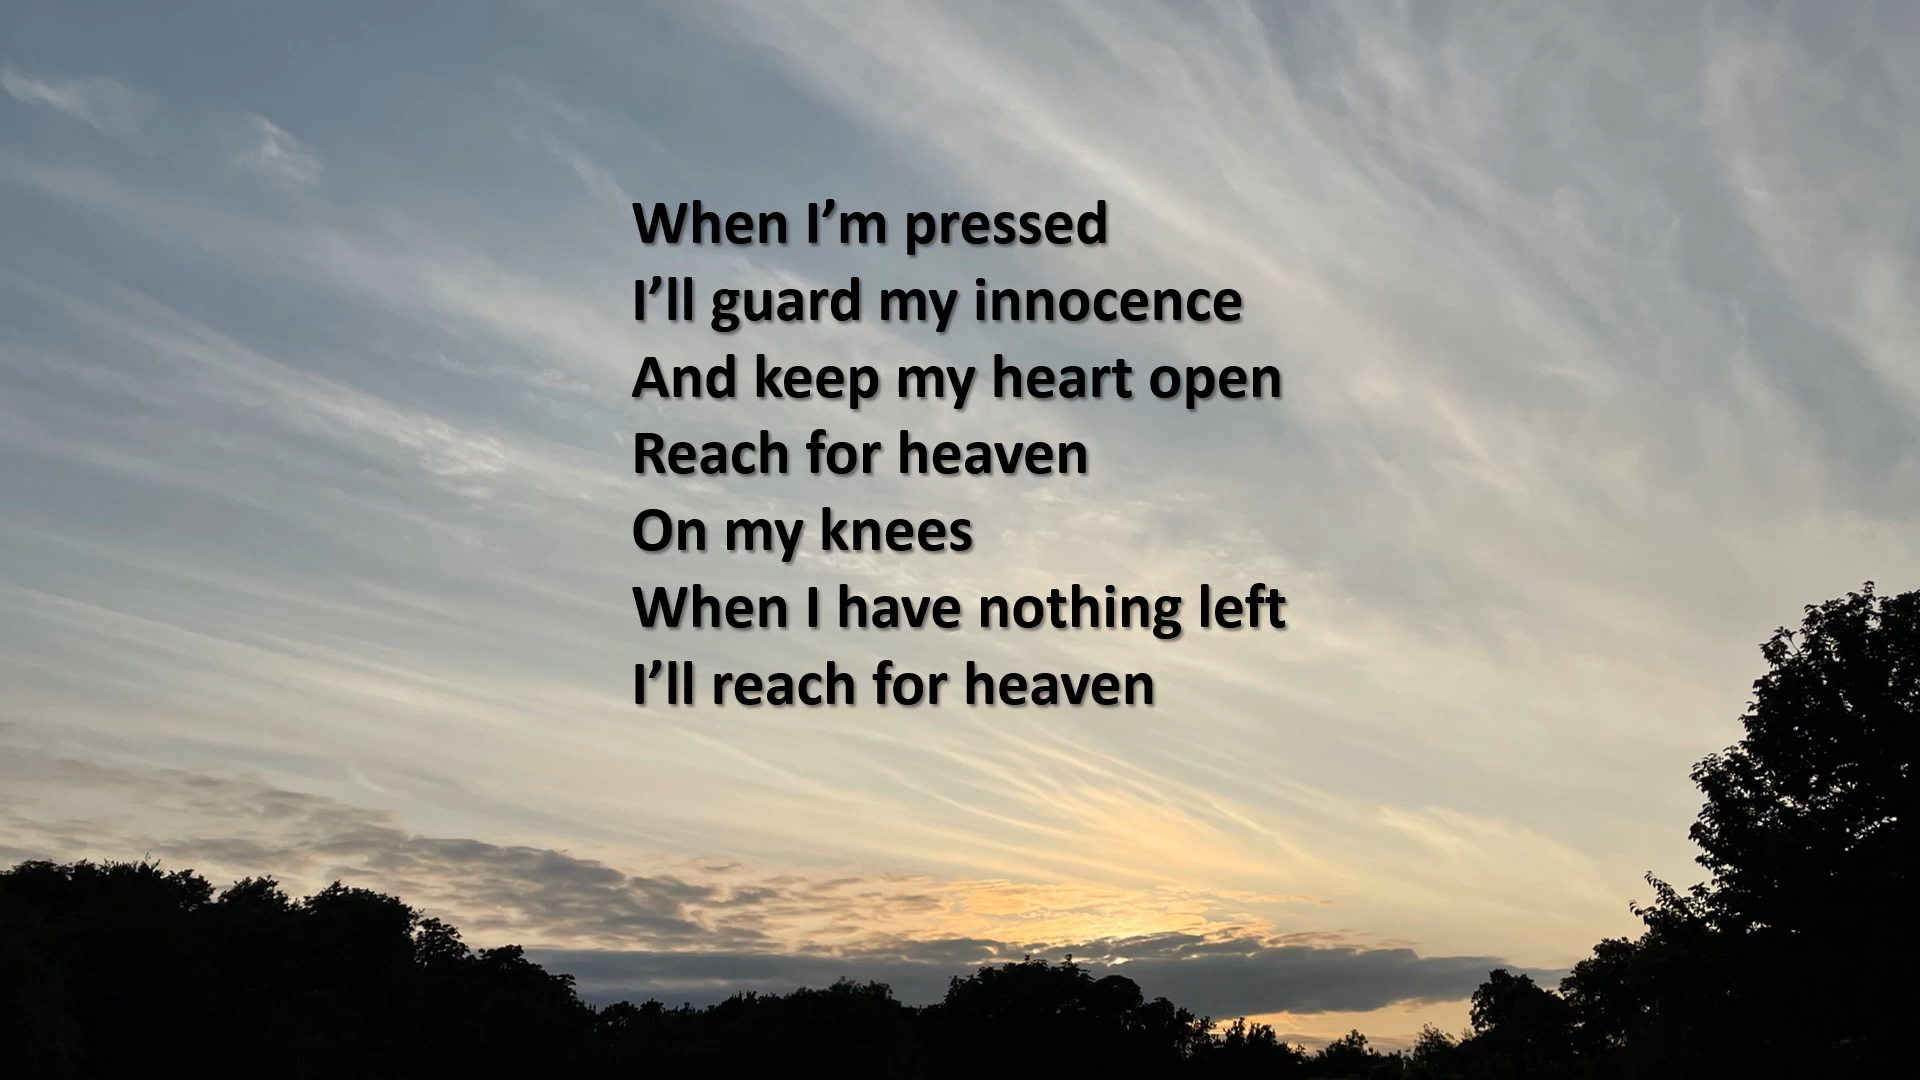 When I’m pressed
I’ll guard my innocence
And keep my heart open
Reach for heaven
On my knees
When I have nothing left
I’ll reach for heaven